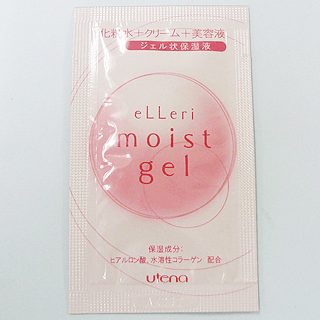 化粧水+クリーム+美容液
ジェル状保湿液
eLLeri
moist
gel
保湿成分:
ヒアルロン酸、水溶性コラーゲン 配合
utena